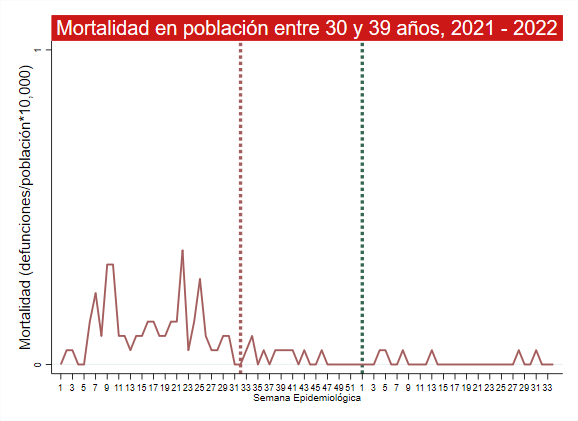 Mortalidad en población entre 30 y 39 años, 2021 - 2022
Mortalidad (defunciones/población*10,000)
1
0
1 3 5 7 9 11 13 15 17 19 21 23 25 27 29 31 33 35 37 39 41 43 45 47 49 51 1 3 5 7 9 11 13 15 17 19 21 23 25 27 29 31 33
Semana Epidemiológica